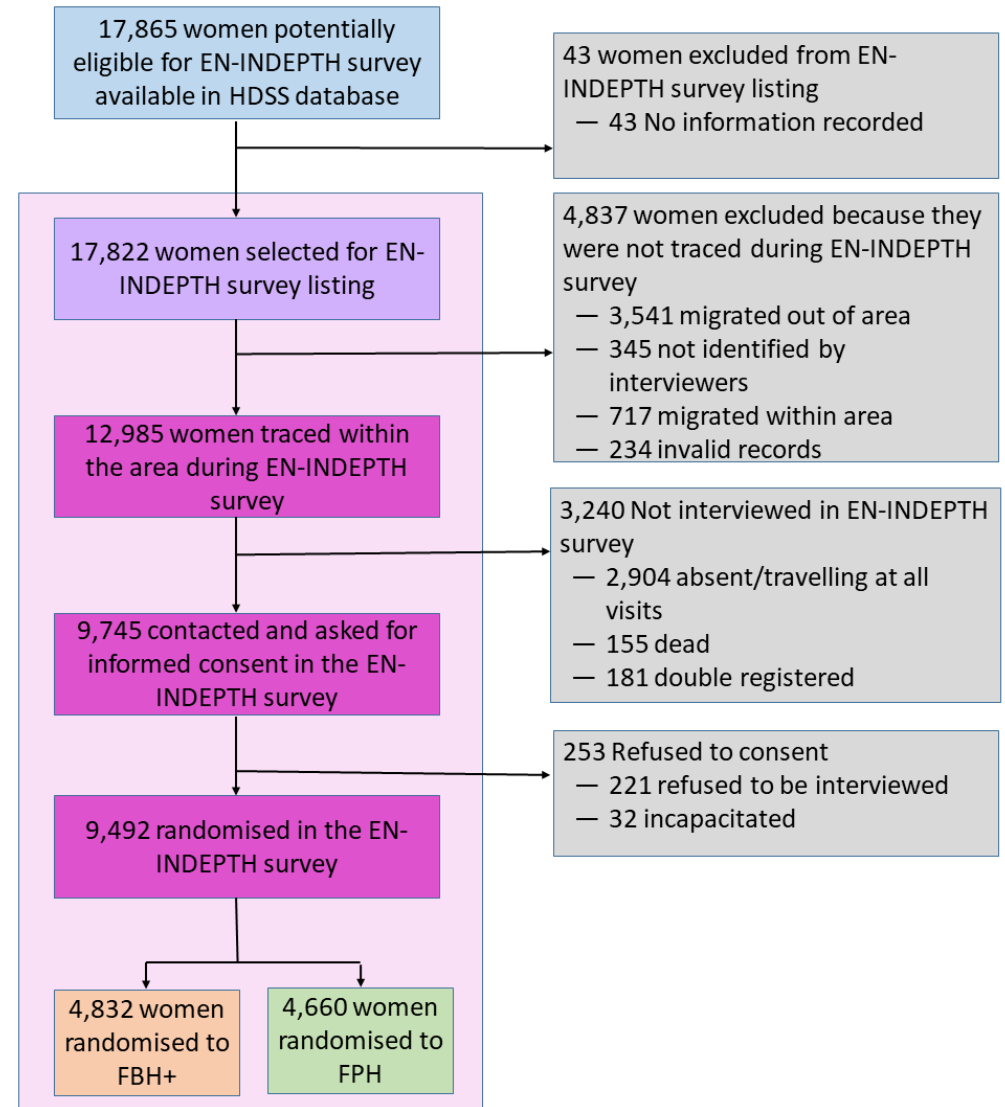 17,865 women potentially
eligible for EN-INDEPTH survey
available in HDSS database
43 women excluded from EN-
INDEPTH survey listing
— 43 No information recorded
17,822 women selected for EN-
INDEPTH survey listing
4,837 women excluded because they
were not traced during EN-INDEPTH
survey
— 3,541 migrated out of area
— 345 not identified by
interviewers
— 717 migrated within area
— 234 invalid records
12,985 women traced within
the area during EN-INDEPTH
survey
3,240 Not interviewed in EN-INDEPTH
survey
— 2,904 absent/travelling at all
visits
— 155 dead
— 181 double registered
9,745 contacted and asked for
informed consent in the EN-
INDEPTH survey
253 Refused to consent
— 221 refused to be interviewed
— 32 incapacitated
9,492 randomised in the EN-
INDEPTH survey
4,832 women
randomised to
FBH+
4,660 women
randomised to
FPH